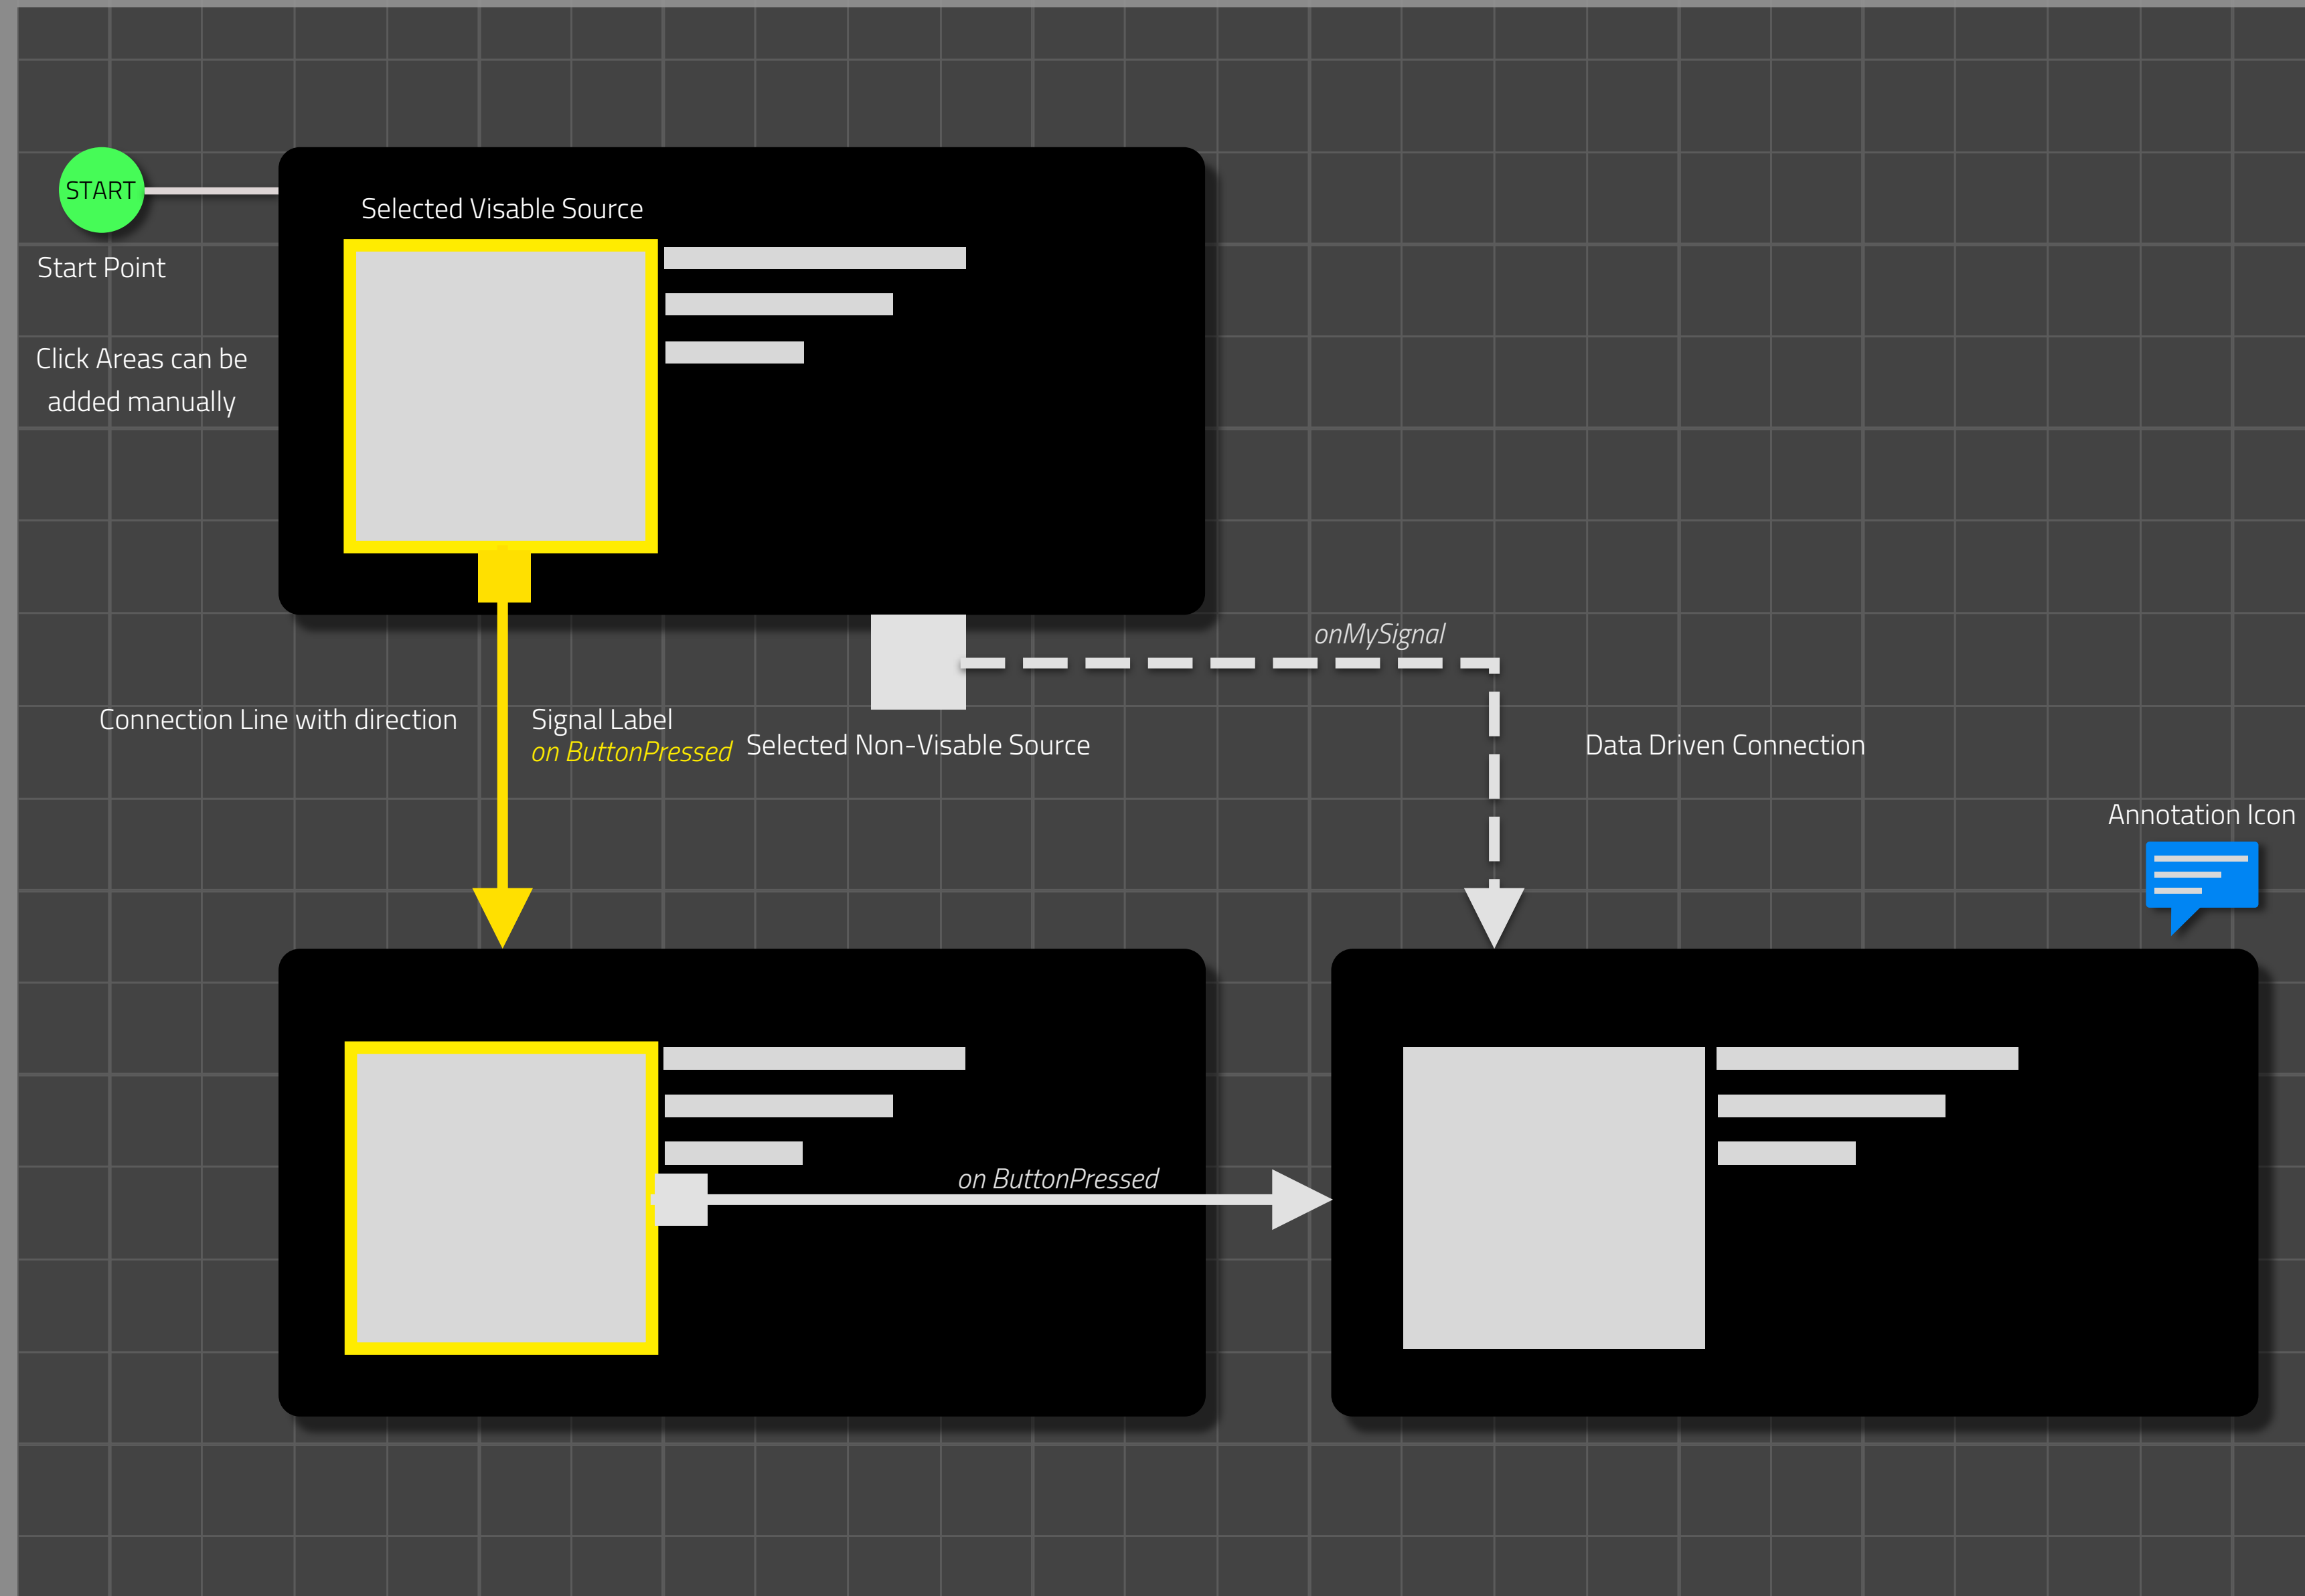 START
Selected Visable Source
Start Point
Click Areas can be
added manually
onMySignal
Connection Line with direction
Signal Label
on ButtonPressed
Selected Non-Visable Source
Data Driven Connection
Annotation Icon
on ButtonPressed